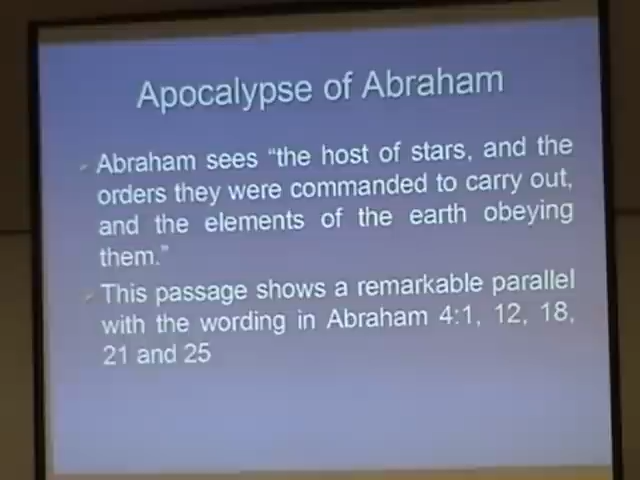 Apocalypse of Abraham
Abraham sees “the host of stars, and the
orders they were commanded to carry out,
and the elements of the earth obeying
them.”
This passage shows a remarkable parallel
with the wording in Abraham 4:1, 12, 18,
21 and 25